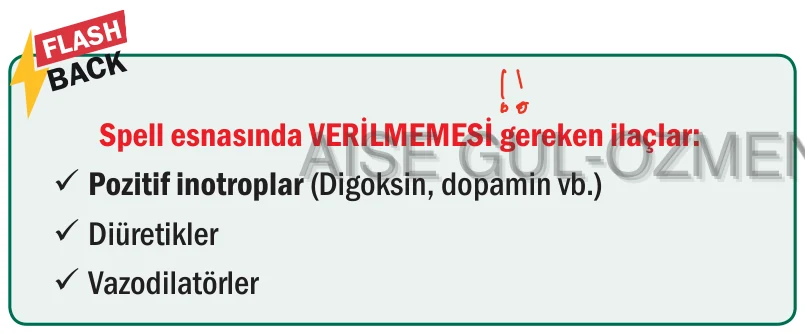 FLASH
BACK
!!
Spell esnasında VERİLMEMESİ gereken ilaçlar:
AISE GUL-OZMEN
✓ Pozitif inotroplar (Digoksin, dopamin vb.)
✓ Diüretikler
✓ Vazodilatörler